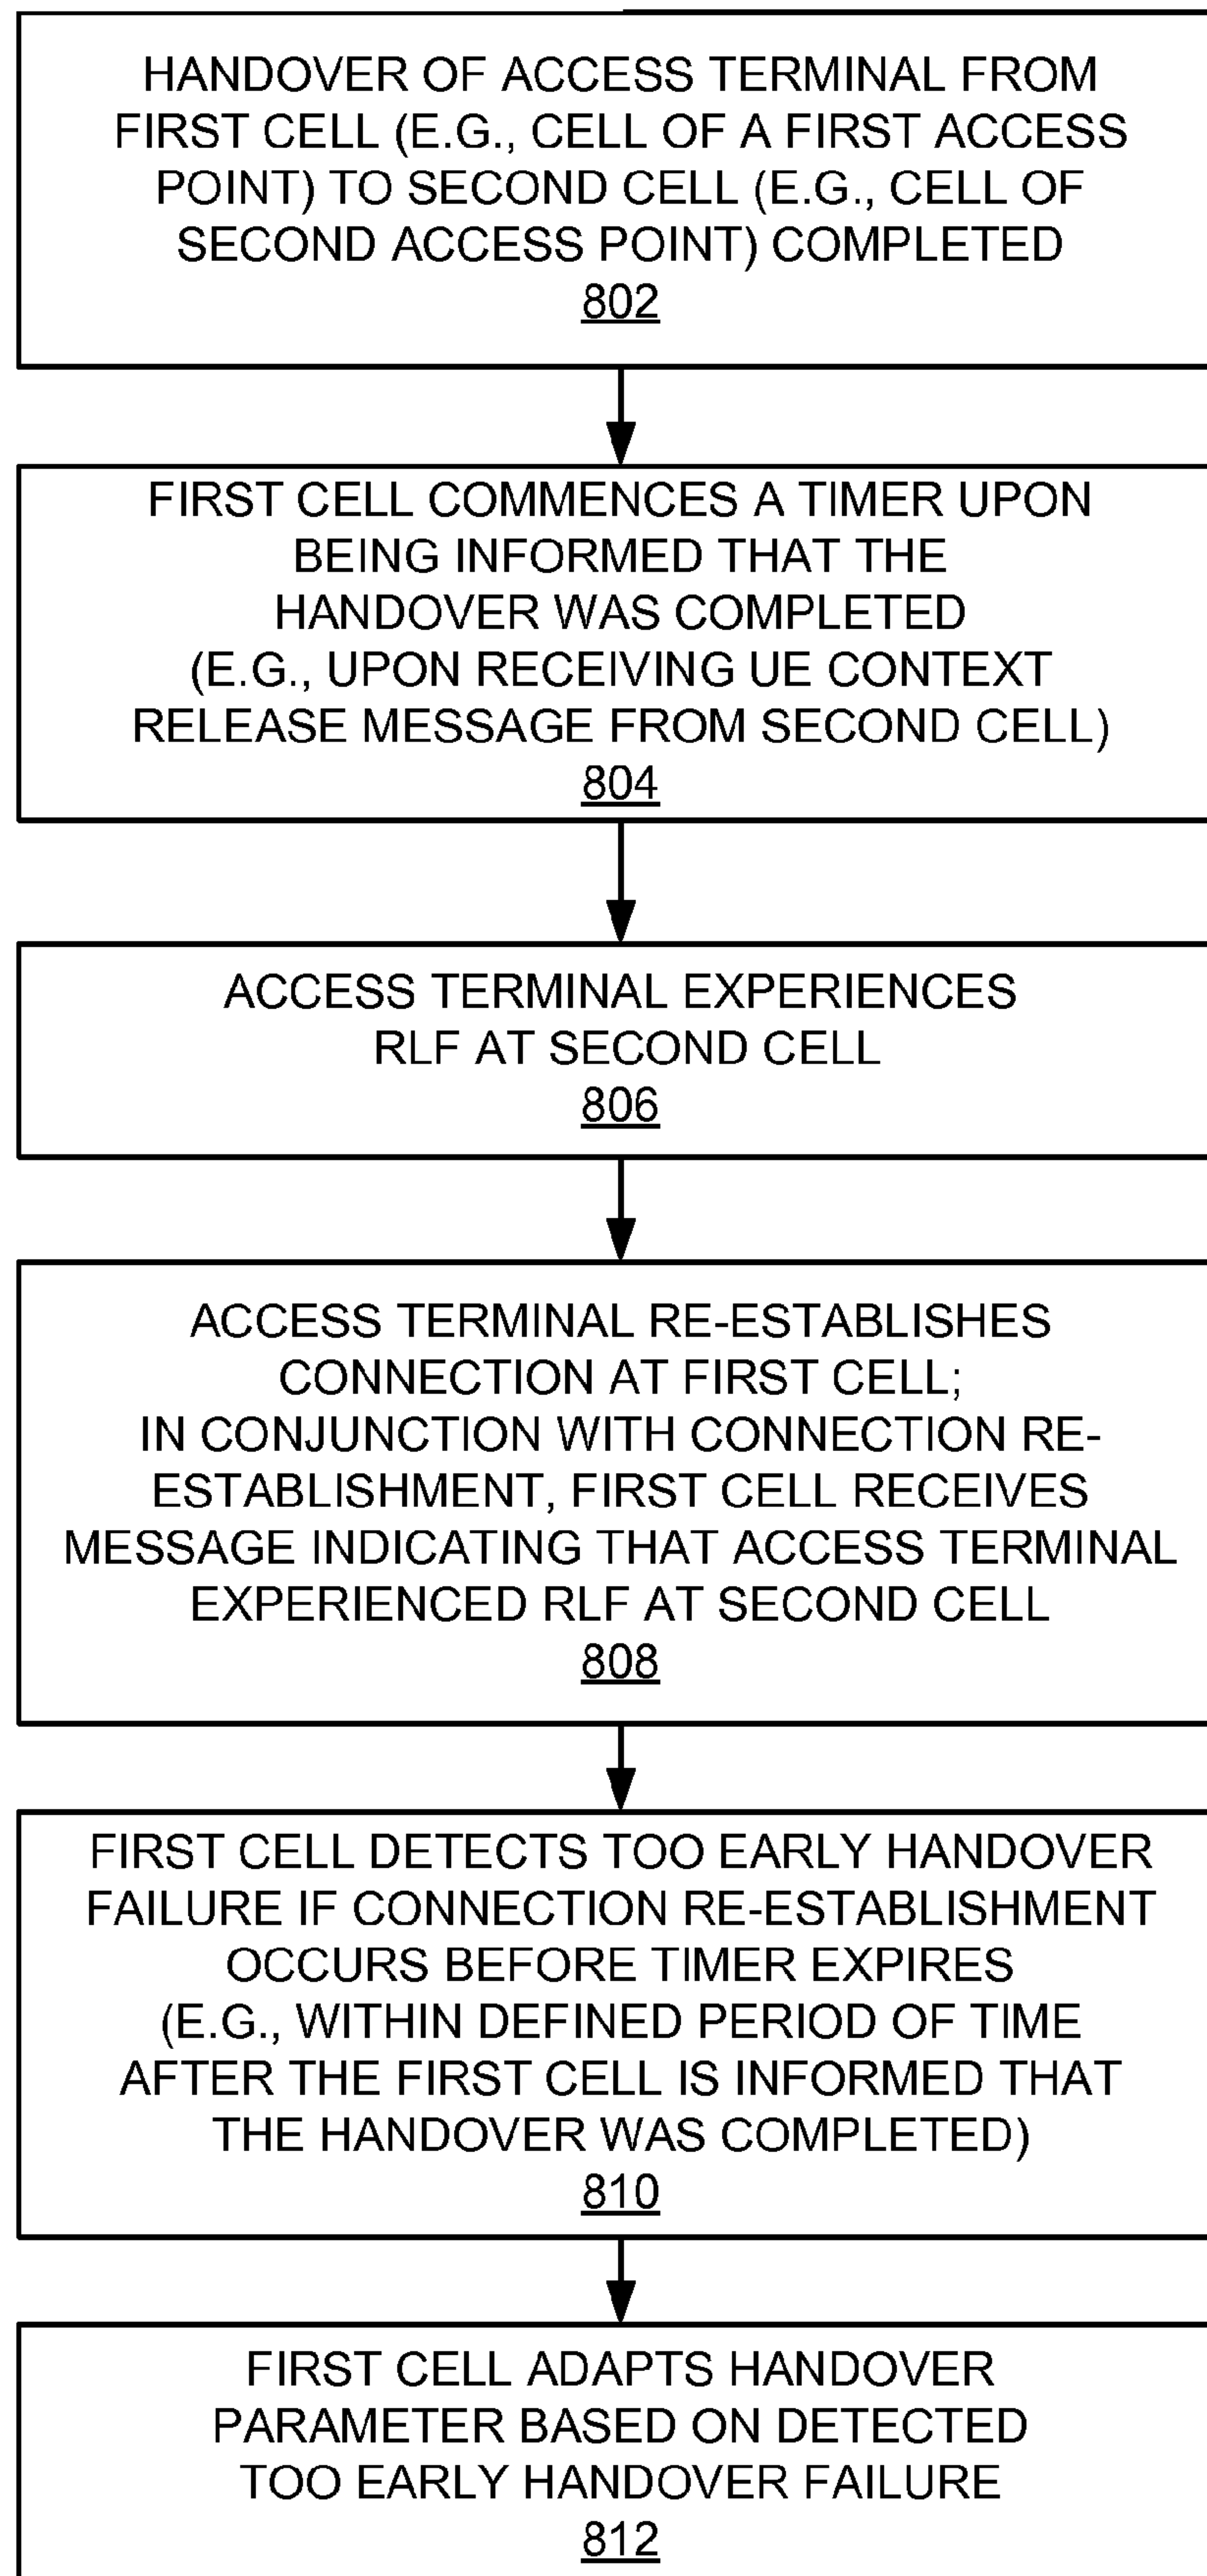 HANDOVER OF ACCESS TERMINAL FROM
FIRST CELL (E.G., CELL OF A FIRST ACCESS
POINT) TO SECOND CELL (E.G., CELL OF
SECOND ACCESS POINT) COMPLETED
802
FIRST CELL COMMENCES A TIMER UPON
BEING INFORMED THAT THE
HANDOVER WAS COMPLETED
(E.G., UPON RECEIVING UE CONTEXT
RELEASE MESSAGE FROM SECOND CELL)
804
ACCESS TERMINAL EXPERIENCES
RLF AT SECOND CELL
806
ACCESS TERMINAL RE-ESTABLISHES
CONNECTION AT FIRST CELL;
IN CONJUNCTION WITH CONNECTION RE-
ESTABLISHMENT, FIRST CELL RECEIVES
MESSAGE INDICATING THAT ACCESS TERMINAL
EXPERIENCED RLF AT SECOND CELL
808
FIRST CELL DETECTS TOO EARLY HANDOVER
FAILURE IF CONNECTION RE-ESTABLISHMENT
OCCURS BEFORE TIMER EXPIRES
(E.G., WITHIN DEFINED PERIOD OF TIME
AFTER THE FIRST CELL IS INFORMED THAT
THE HANDOVER WAS COMPLETED)
810
FIRST CELL ADAPTS HANDOVER
PARAMETER BASED ON DETECTED
TOO EARLY HANDOVER FAILURE
812